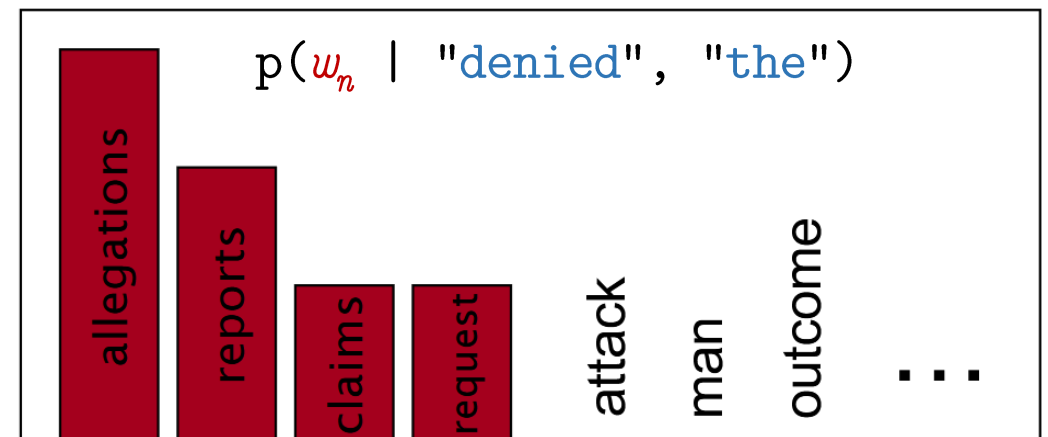 p(wn | "denied", "the")
allegations
reports
claims
request
attack
man
outcome
...